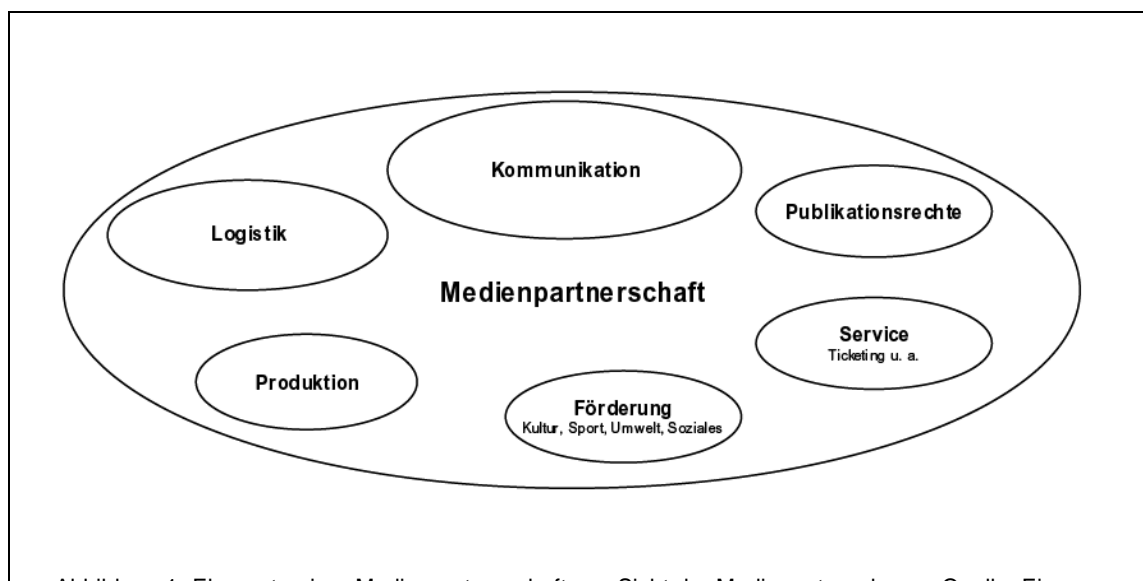 Kommunikation
Publikationsrechte
Logistik
Medienpartnerschaft
Service
Ticketing u. a.
Produktion
Förderung
Kultur, Sport, Umwelt, Soziales